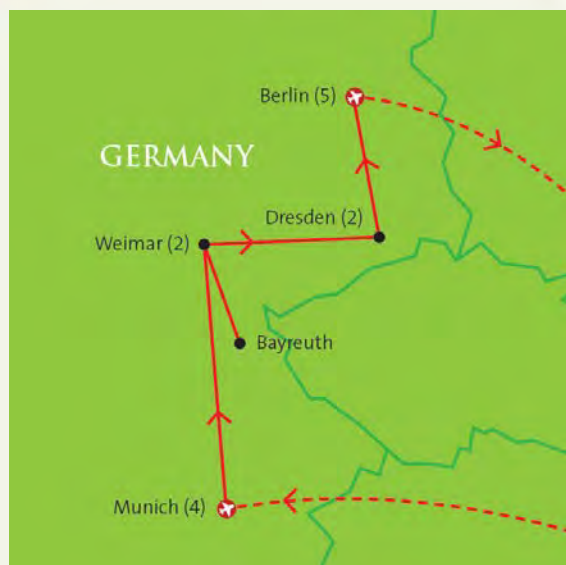 Berlin (5)
GERMANY
Dresden (2)
Weimar (2)
Bayreuth
Munich (4)